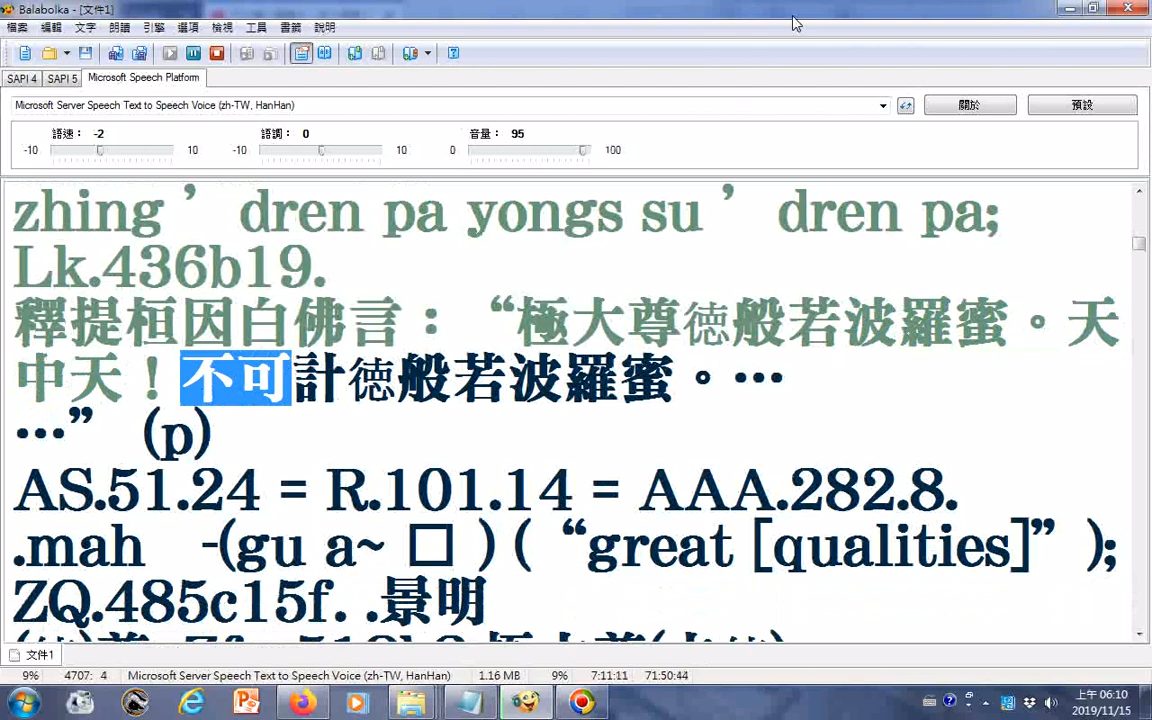 Balabolka - [文件1]
檔案 編輯 文字 朗讀 引擎 選項 檢視 工具 書籤 說明
SAPI 4 SAPI 5 Microsoft Speech Platform
Microsoft Server Speech Text to Speech Voice (zh-TW, HanHan) 關於 預設
語速： -2 語調： 0 音量： 95
-10 10 -10 10 0 100
zhing ’ dren pa yongs su ’ dren pa;
Lk.436b19.
釋提桓因白佛言：“極大尊德般若波羅蜜。天
中天！不可計德般若波羅蜜。…
…” (p)
AS.51.24 = R.101.14 = AAA.282.8.
.mah -(gu a~ □ ) ( “great [qualities]” );
ZQ.485c15f. .景明
文件1
9% 4707: 4 Microsoft Server Speech Text to Speech Voice (zh-TW, HanHan) 1.16 MB 9% 7:11:11 71:50:44
上午 06:10
2019/11/15